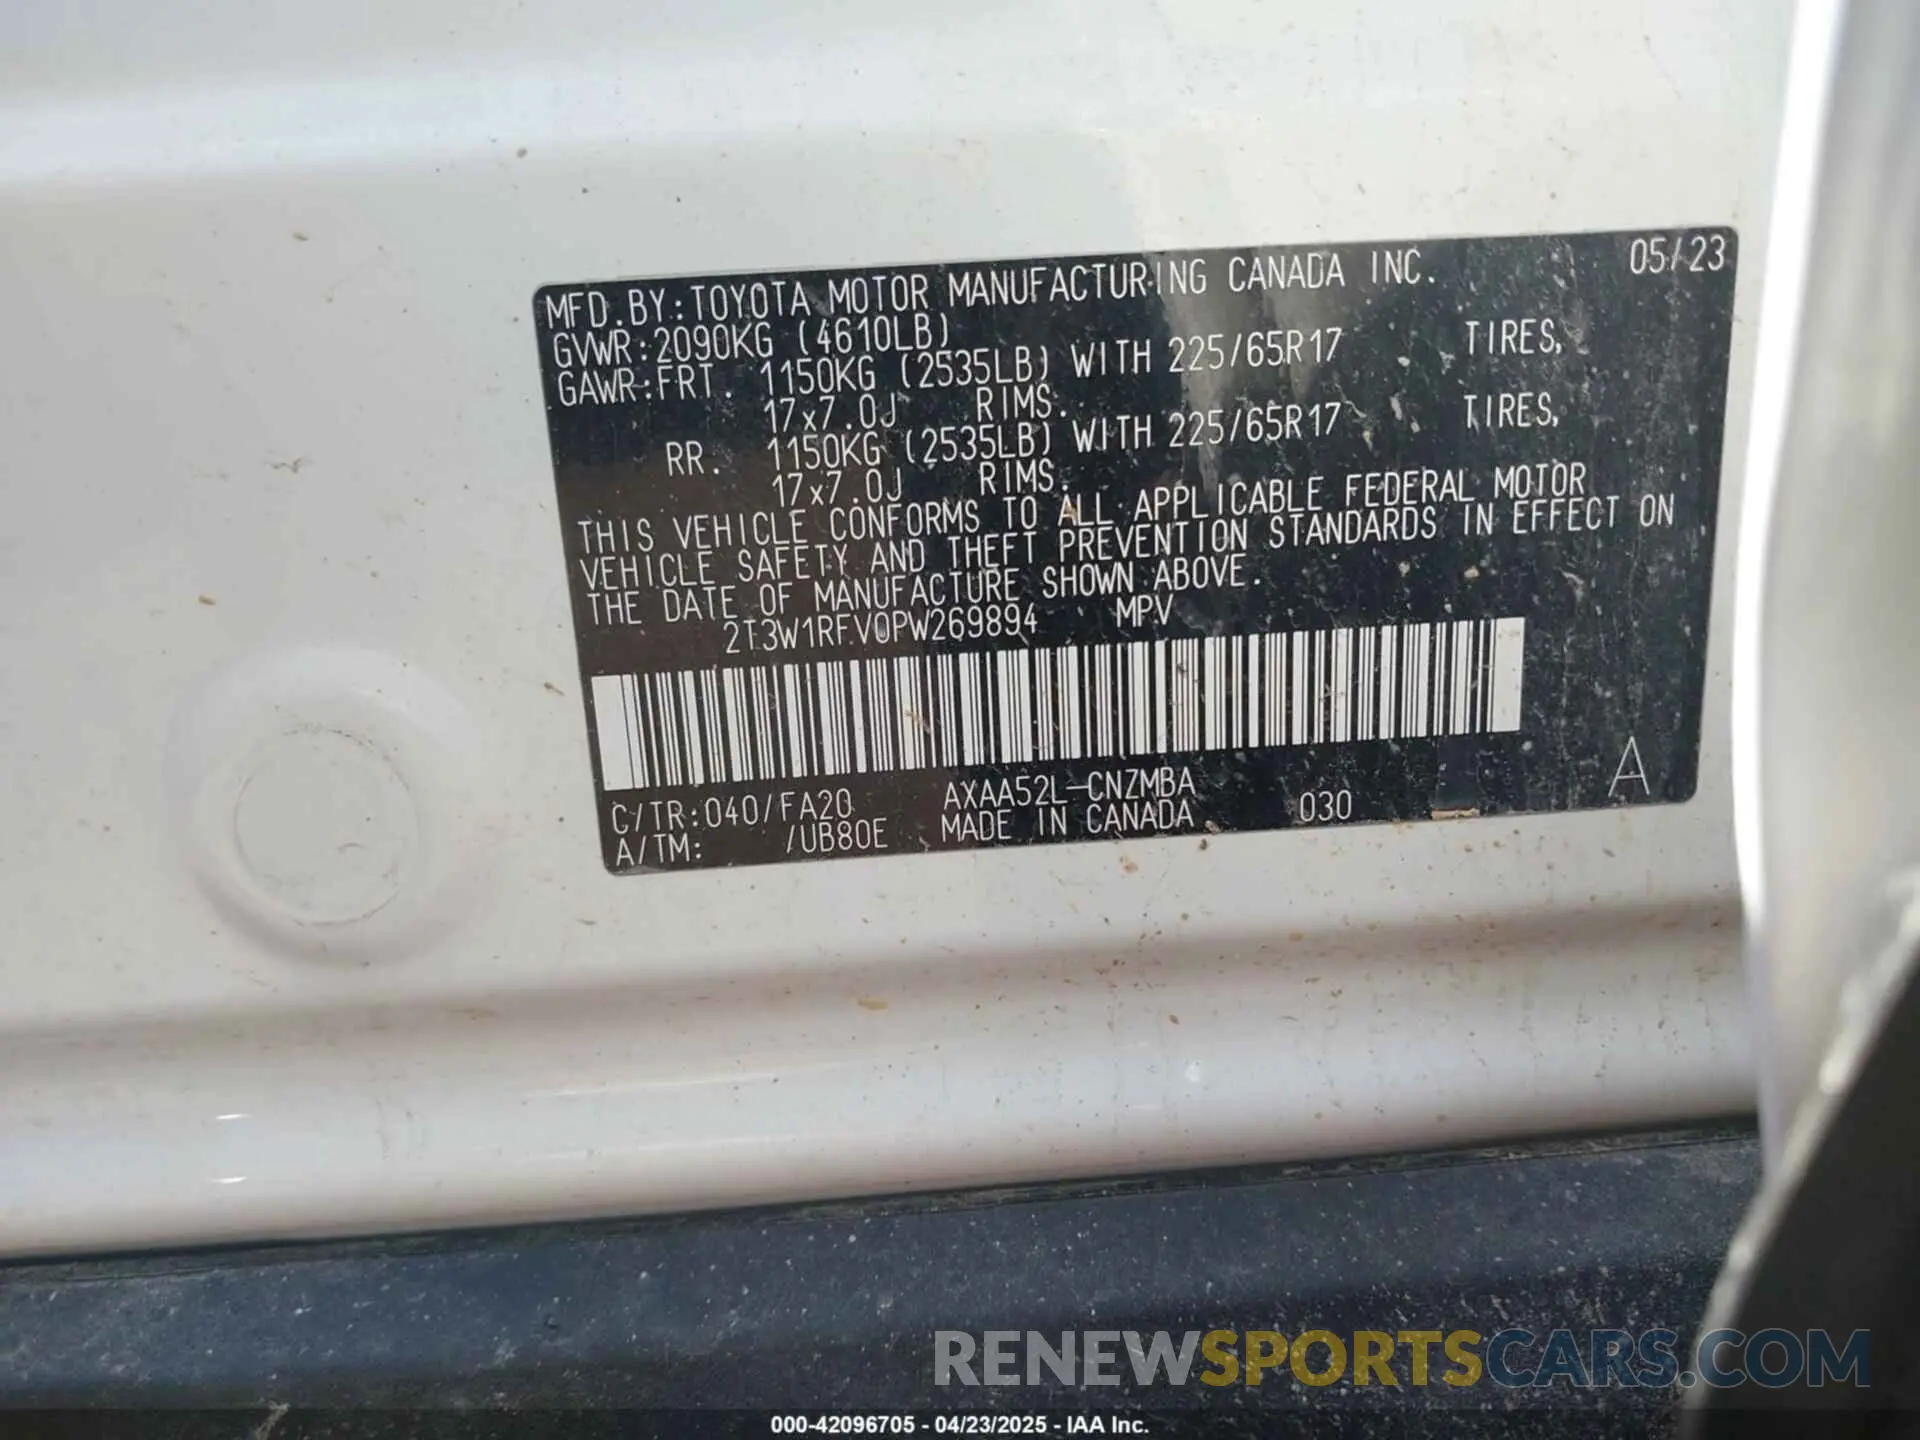 MFD.BY:TOYOTA MOTOR MANUFACTURING CANADA INC. 05/23
GVWR:2090KG (4610LB)
GAWR:FRT. 1150KG (2535LB) WITH 225/65R17 TIRES,
17x7.0J RIMS.
RR. 1150KG (2535LB) WITH 225/65R17 TIRES,
17x7.0J RIMS.
THIS VEHICLE CONFORMS TO ALL APPLICABLE FEDERAL MOTOR
VEHICLE SAFETY AND THEFT PREVENTION STANDARDS IN EFFECT ON
THE DATE OF MANUFACTURE SHOWN ABOVE.
2T3W1RFV0PW269894 MPV
C/TR:040/FA20 AXAA52L-CNZMBA A
A/TM: /UB80E MADE IN CANADA 030
RENEWSPORTSCARS.COM
000-42096705 - 04/23/2025 - IAA Inc.